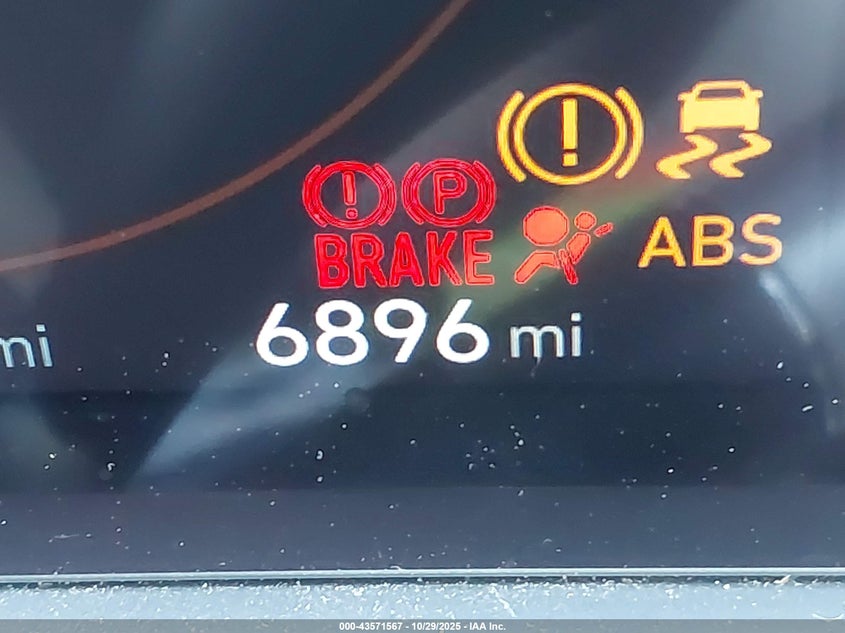 P
BRAKE
ABS
6896 mi
mi
000-43571567 - 10/29/2025 - IAA Inc.